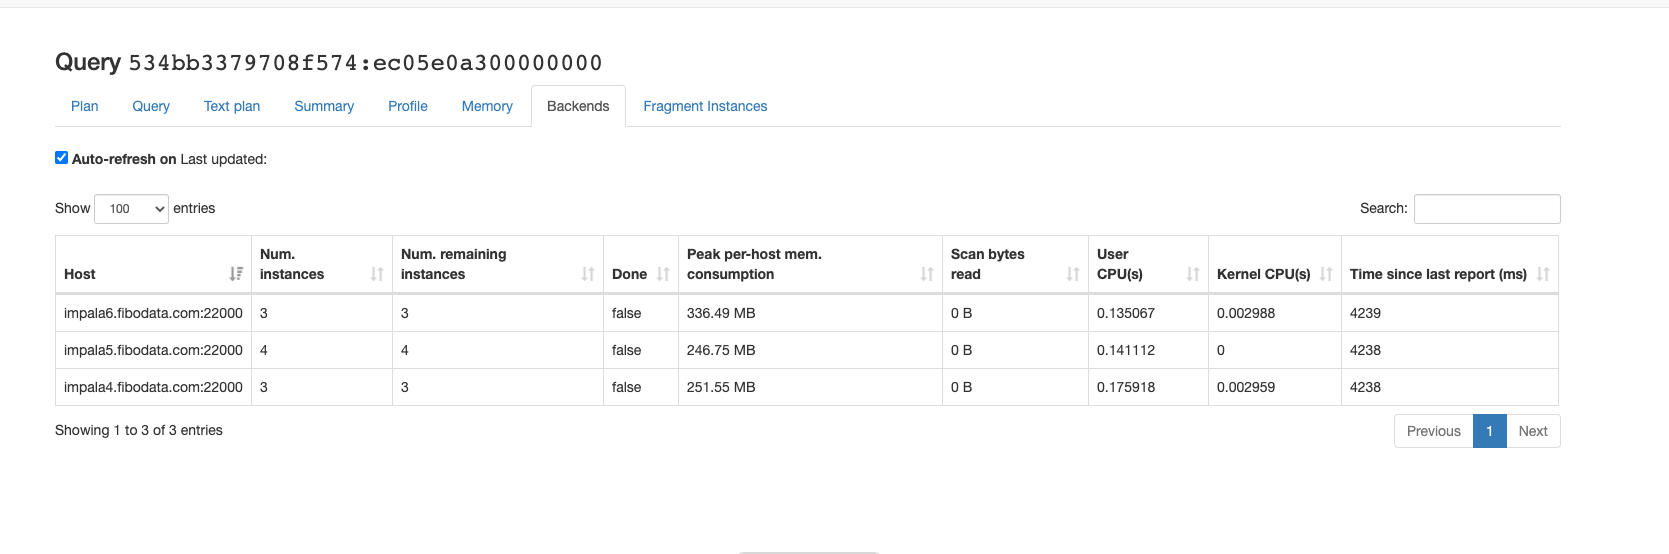 Query 534bb3379708f574:ec05e0a300000000
Plan Query Text plan Summary Profile Memory Backends Fragment Instances
Auto-refresh on Last updated:
Show 100 entries Search:
Host Num. instances Num. remaining instances Done Peak per-host mem. consumption Scan bytes read User CPU(s) Kernel CPU(s) Time since last report (ms)
impala6.fibodata.com:22000 3 3 false 336.49 MB 0 B 0.135067 0.002988 4239
impala5.fibodata.com:22000 4 4 false 246.75 MB 0 B 0.141112 0 4238
impala4.fibodata.com:22000 3 3 false 251.55 MB 0 B 0.175918 0.002959 4238
Showing 1 to 3 of 3 entries Previous 1 Next